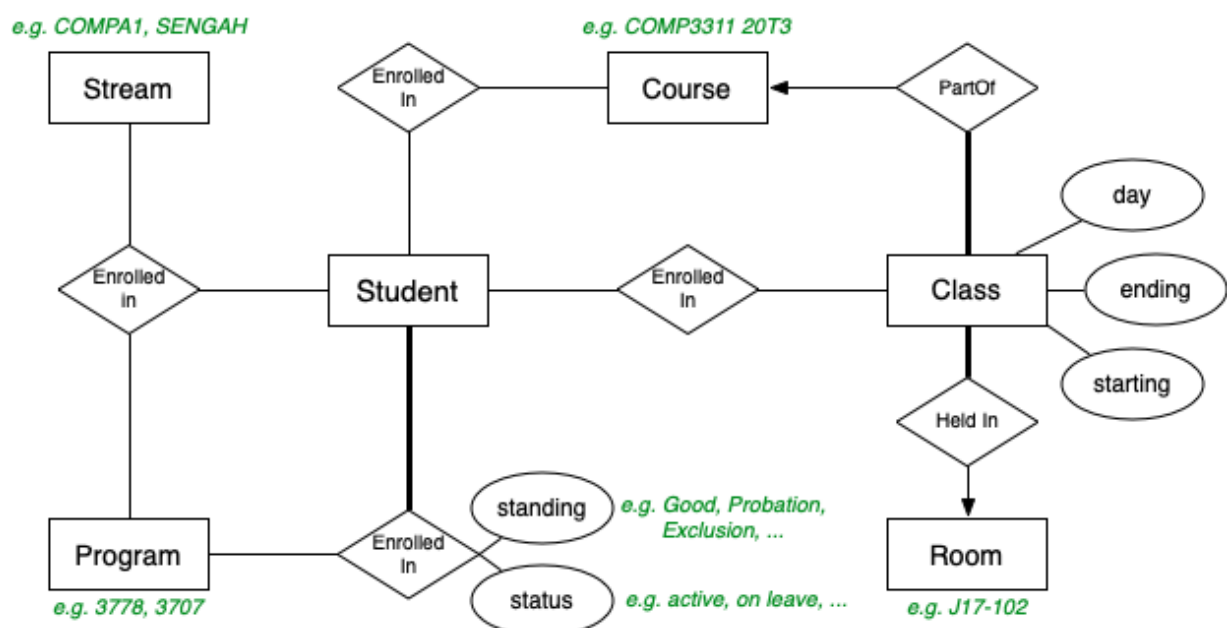 e.g. COMPA1, SENGAH
e.g. COMP3311 20T3
Stream
Enrolled
In
Course
PartOf
day
Enrolled
in
Student
Enrolled
In
Class
ending
starting
Held In
standing
e.g. Good, Probation,
Exclusion, ...
Program
Enrolled
In
Room
status
e.g. 3778, 3707
e.g. active, on leave, ...
e.g. J17-102